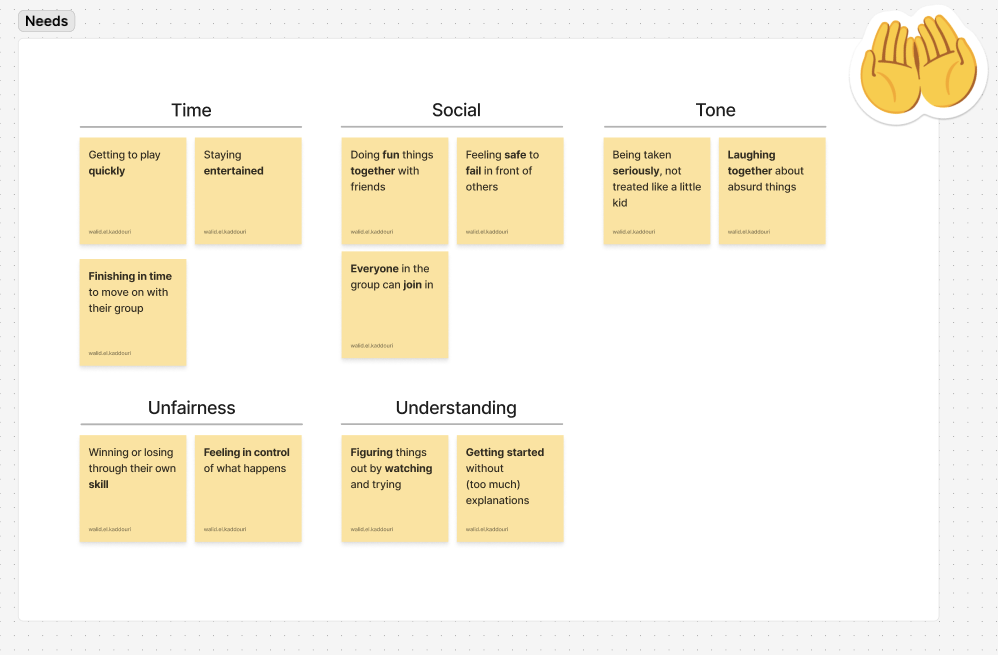 Needs
Time
Getting to play
quickly
walid.el.kaddouri
Staying
entertained
walid.el.kaddouri
Finishing in time
to move on with
their group
walid.el.kaddouri
Social
Doing fun things
together with
friends
walid.el.kaddouri
Feeling safe to
fail in front of
others
walid.el.kaddouri
Everyone in the
group can join in
walid.el.kaddouri
Tone
Being taken
seriously, not
treated like a little
kid
walid.el.kaddouri
Laughing
together about
absurd things
walid.el.kaddouri
Unfairness
Winning or losing
through their own
skill
walid.el.kaddouri
Feeling in control
of what happens
walid.el.kaddouri
Understanding
Figuring things
out by watching
and trying
walid.el.kaddouri
Getting started
without
(too much)
explanations
walid.el.kaddouri